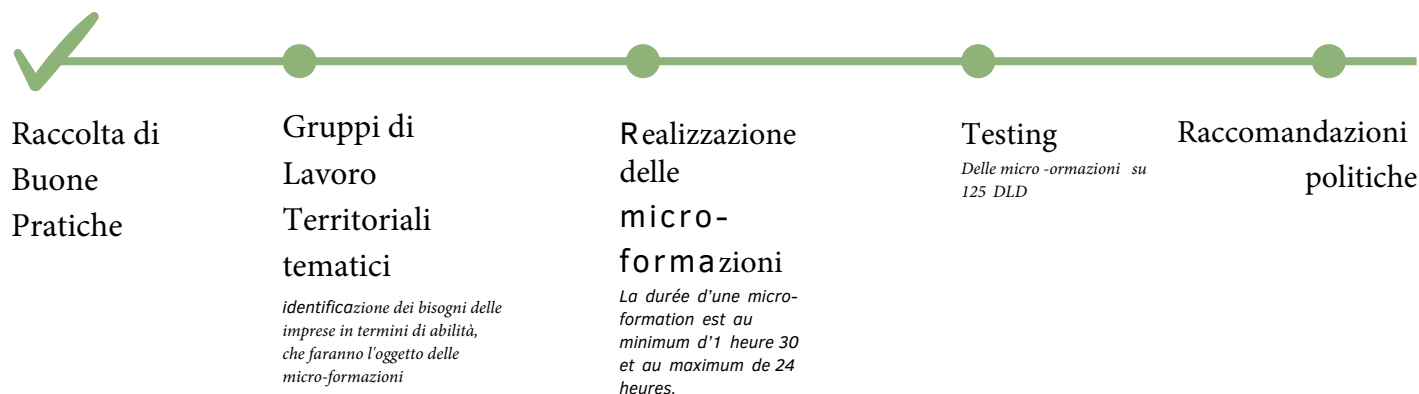 Raccolta di
Buone
Pratiche
Gruppi di
Lavoro
Territoriali
tematici
identificazione dei bisogni delle
imprese in termini di abilità,
che faranno l'oggetto delle
micro-formazioni
Realizzazione
delle
micro-
formazioni
La durée d'une micro-
formation est au
minimum d'1 heure 30
et au maximum de 24
heures.
Testing
Delle micro -ormazioni su
125 DLD
Raccomandazioni
politiche